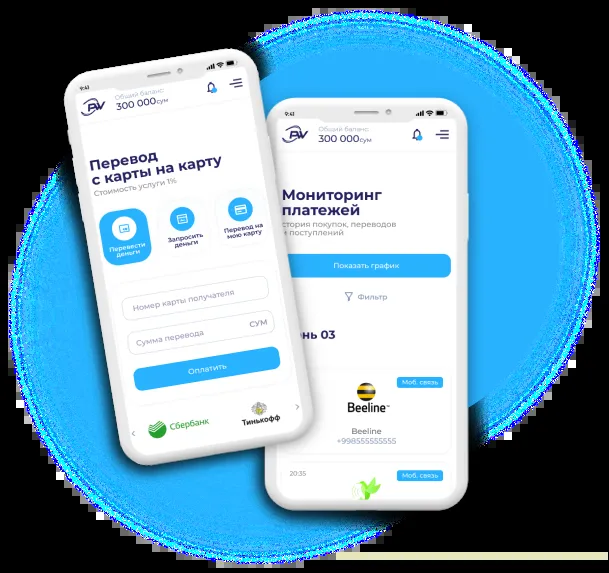 9:41
Общий баланс
300 000сум
Перевод
с карты на карту
Стоимость услуги 1%
Перевести
деньги
Запросить
деньги
Перевод на
мою карту
Номер карты получателя
Сумма перевода
СУМ
Оплатить
Сбербанк
Тинькофф
9:41
Общий баланс
300 000сум
Мониторинг
платежей
стория покупок, переводов
и поступлений
Показать график
Фильтр
нь 03
Моб. связь
Beeline™
Beeline
+998555555555
20:35
Моб. связь